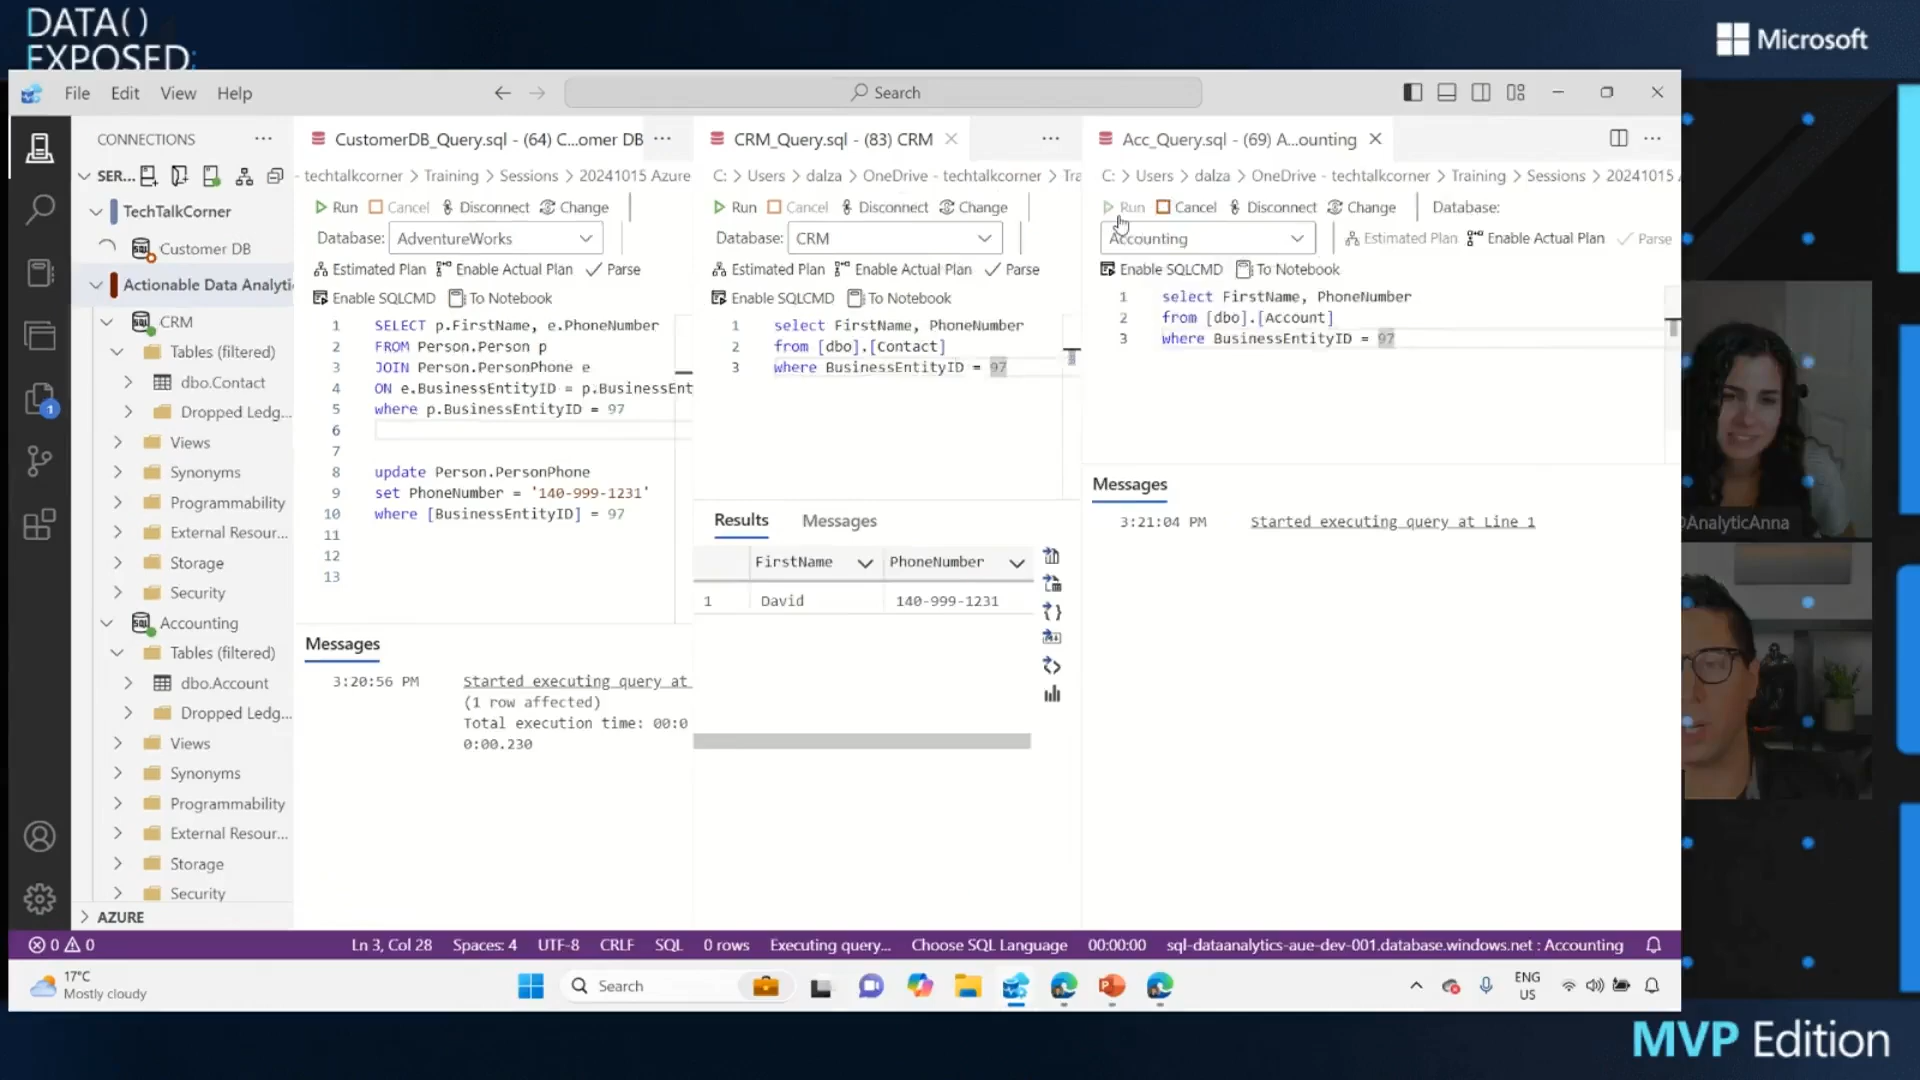 DATA()
EXPOSED:
Microsoft
File Edit View Help
Search
CONNECTIONS
SER...
TechTalkCorner
Customer DB
Actionable Data Analyti
CRM
Tables (filtered)
dbo.Contact
Dropped Ledg...
Views
Synonyms
Programmability
External Resour...
Storage
Security
Accounting
Tables (filtered)
dbo.Account
Dropped Ledg...
Views
Synonyms
Programmability
External Resour...
Storage
Security
AZURE
1
CustomerDB_Query.sql - (64) C...omer DB
techtalkcorner > Training > Sessions > 20241015 Azure
Run Cancel Disconnect Change
Database: AdventureWorks
Estimated Plan Enable Actual Plan Parse
Enable SQLCMD To Notebook
1 SELECT p.FirstName, e.PhoneNumber
2 FROM Person.Person p
3 JOIN Person.PersonPhone e
4 ON e.BusinessEntityID = p.BusinessEnt
5 where p.BusinessEntityID = 97
6
7
8 update Person.PersonPhone
9 set PhoneNumber = '140-999-1231'
10 where [BusinessEntityID] = 97
11
12
13
Messages
3:20:56 PM Started executing query at
(1 row affected)
Total execution time: 00:0
0:00.230
CRM_Query.sql - (83) CRM
C: > Users > dalza > OneDrive - techtalkcorner > Tra
Run Cancel Disconnect Change
Database: CRM
Estimated Plan Enable Actual Plan Parse
Enable SQLCMD To Notebook
1 select FirstName, PhoneNumber
2 from [dbo].[Contact]
3 where BusinessEntityID = 97
Results Messages
FirstName PhoneNumber
1 David 140-999-1231
Acc_Query.sql - (69) A...ounting
C: > Users > dalza > OneDrive - techtalkcorner > Training > Sessions > 20241015
Run Cancel Disconnect Change Database:
Accounting Estimated Plan Enable Actual Plan Parse
Enable SQLCMD To Notebook
1 select FirstName, PhoneNumber
2 from [dbo].[Account]
3 where BusinessEntityID = 97
Messages
3:21:04 PM Started executing query at Line 1
AnalyticAnna
0 0 Ln 3, Col 28 Spaces: 4 UTF-8 CRLF SQL 0 rows Executing query... Choose SQL Language 00:00:00 sql-dataanalytics-aue-dev-001.database.windows.net : Accounting
17°C
Mostly cloudy
Search
ENG
US
MVP Edition